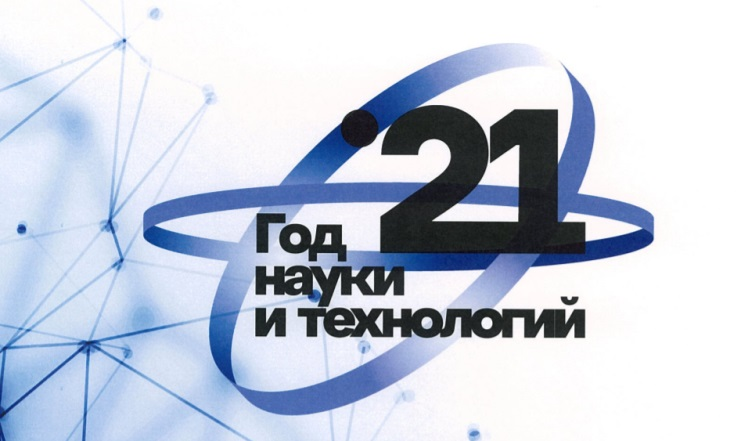 21
Год
науки
и технологий